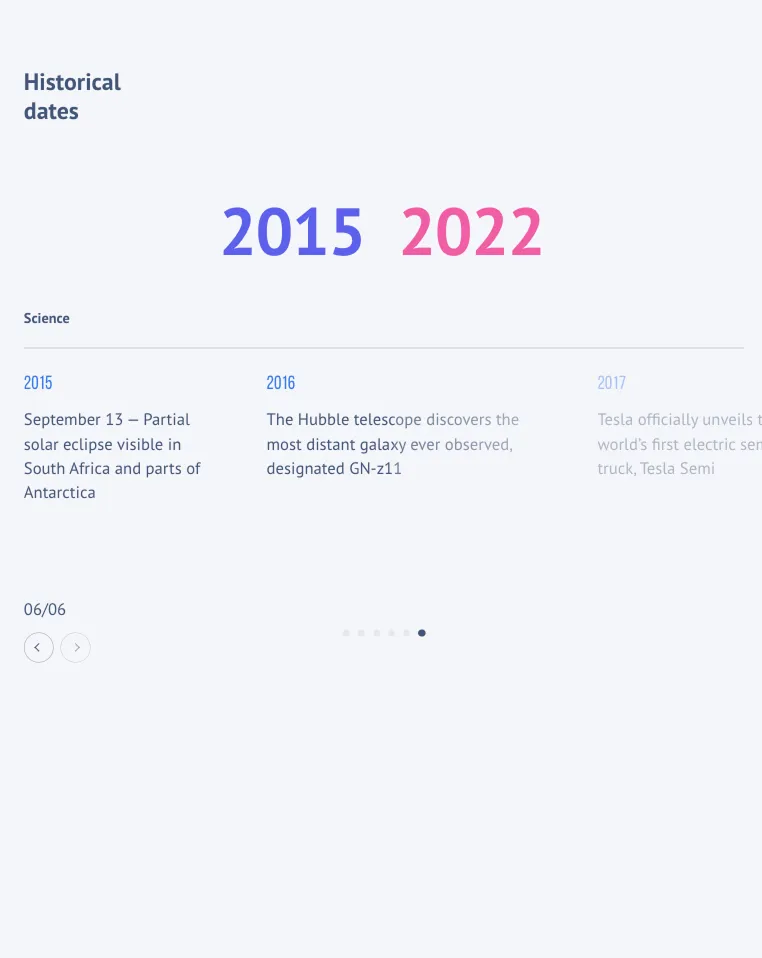 Historical
dates
2015 2022
Science
2015
September 13 — Partial
solar eclipse visible in
South Africa and parts of
Antarctica
2016
The Hubble telescope discovers the
most distant galaxy ever observed,
designated GN-z11
2017
Tesla officially unveils
world's first electric
truck, Tesla Semi
06/06